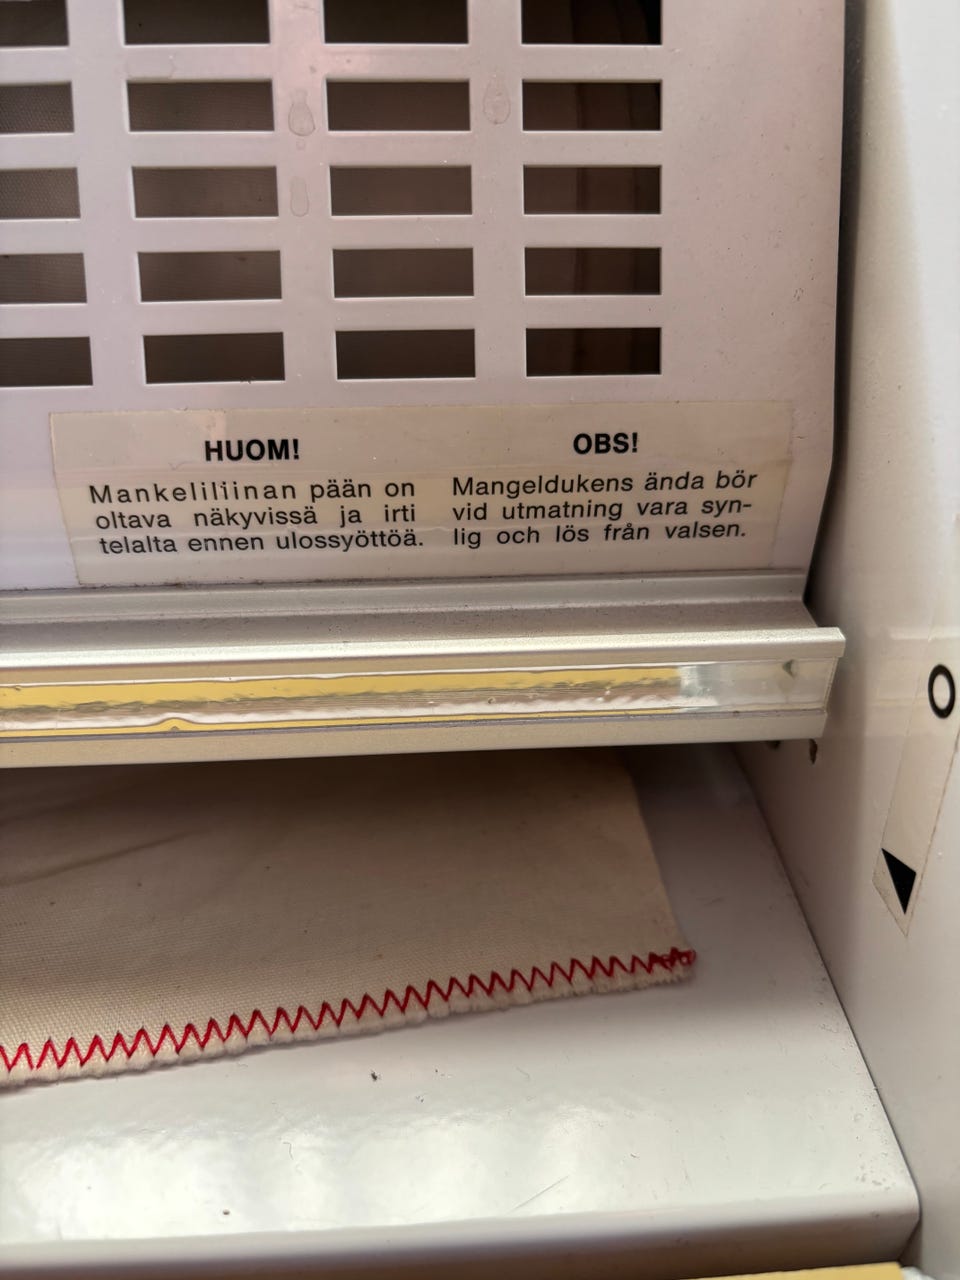 HUOM!
Mankeliliinan pään on
oltava näkyvissä ja irti
telalta ennen ulossyöttöä.
OBS!
Mangeldukens ända bör
vid utmatning vara syn-
lig och lös från valsen.
O